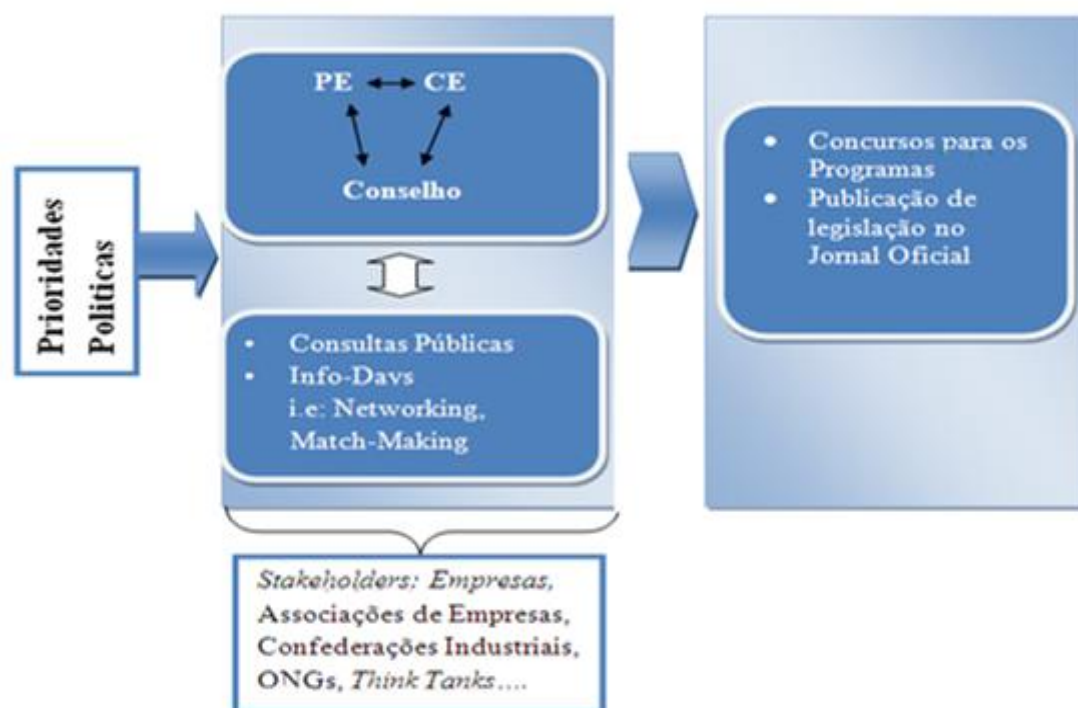 Prioridades
Politicas
PE CE
Conselho
• Consultas Públicas
• Info-Davs
i.e: Networking,
Match-Making
Stakeholders: Empresas,
Associações de Empresas,
Confederações Industriais,
ONGs, Think Tanks....
• Concursos para os
Programas
• Publicação de
legislação no
Jornal Oficial